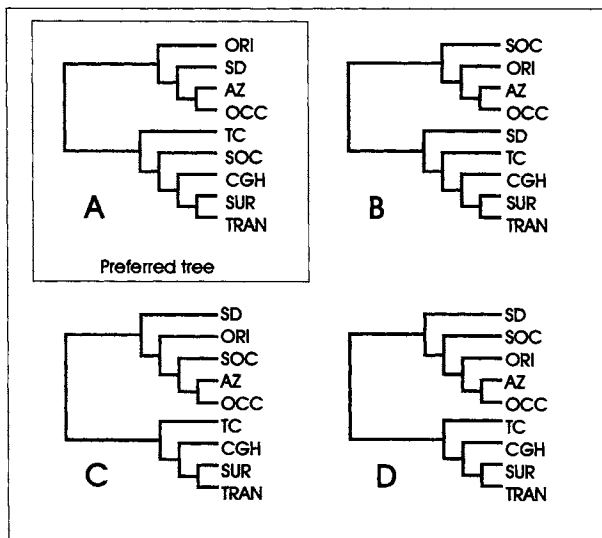 ORI
SD
AZ
OCC
TC
SOC
CGH
SUR
TRAN
A
Preferred tree
SOC
ORI
AZ
OCC
SD
TC
CGH
SUR
TRAN
B
SD
ORI
SOC
AZ
OCC
TC
CGH
SUR
TRAN
C
SD
SOC
ORI
AZ
OCC
TC
CGH
SUR
TRAN
D